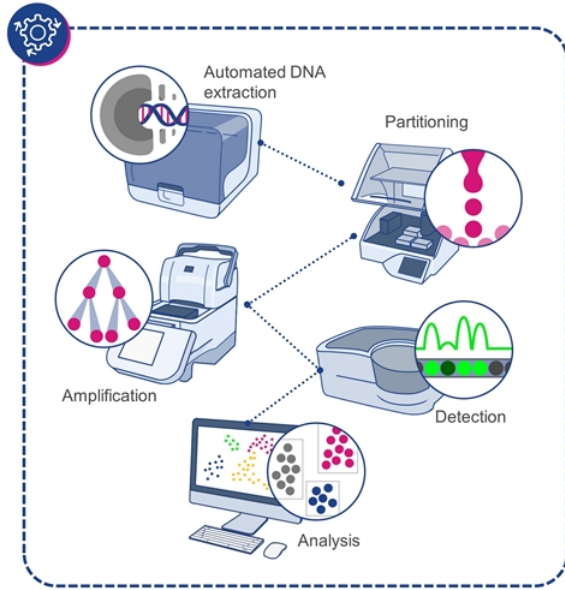 Automated DNA
extraction
Partitioning
Amplification
Detection
Analysis